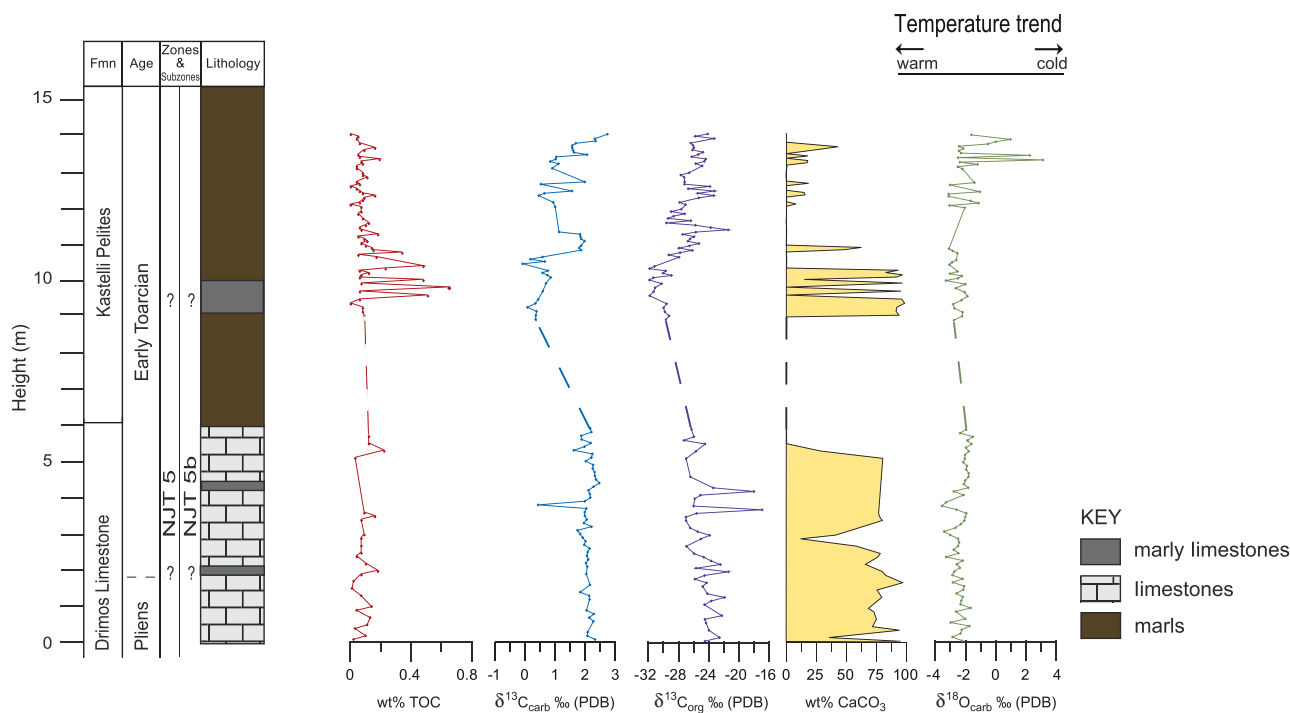 Temperature trend
warm cold
Fmn Age Zones & Subzones Lithology
Height (m)
15
10
5
0
Kastelli Pelites
Drimos Limestone
Early Toarcian
Pliens
? ?
NJT 5
NJT 5b
? ?
KEY
marly limestones
limestones
marls
0 0.4 0.8
wt% TOC
-1 0 1 2 3
δ¹³Ccarb ‰ (PDB)
-32 -28 -24 -20 -16
δ¹³Corg ‰ (PDB)
0 25 50 75 100
wt% CaCO₃
-4 -2 0 2 4
δ¹⁸Ocarb ‰ (PDB)